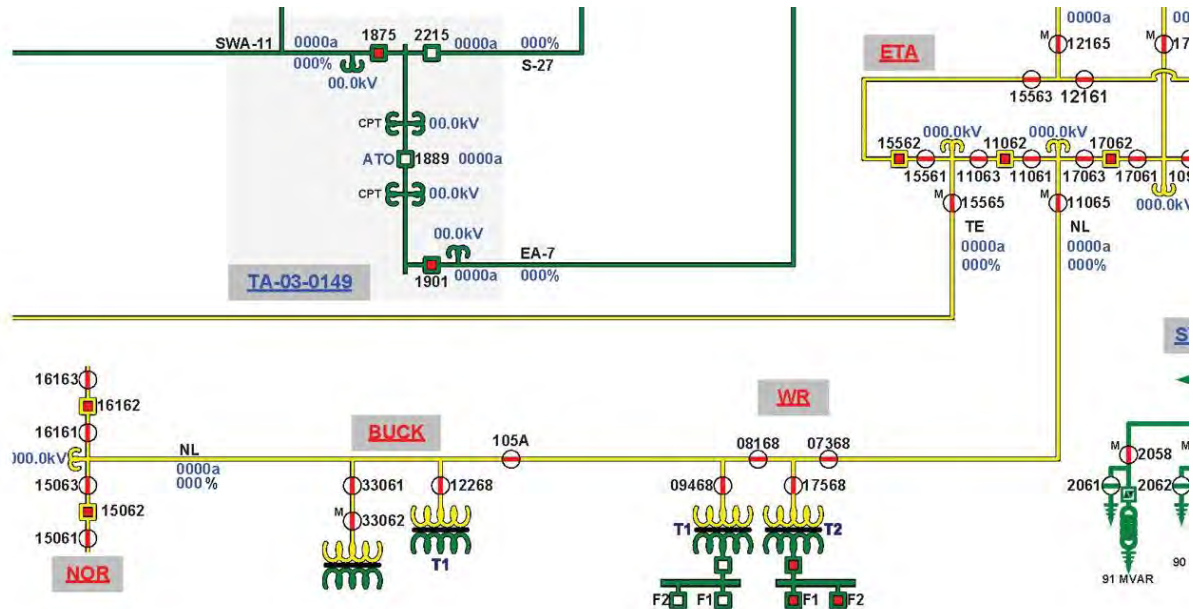 SWA-11
0000a
000%
1875
2215
0000a
000%
S-27
00.0kV
CPT
00.0kV
ATO
1889
0000a
CPT
00.0kV
00.0kV
EA-7
1901
0000a
000%
TA-03-0149
ETA
0000a
000%
M
12165
M
15563
12161
15562
000.0kV
11062
000.0kV
17062
15561
11063
11061
17063
17061
M
15565
M
11065
000.0kV
TE
0000a
000%
NL
0000a
000%
16163
16162
16161
000.0kV
NL
0000a
000%
15063
15062
15061
NOR
BUCK
105A
33061
12268
M
33062
T1
WR
08168
07368
09468
17568
T1
T2
F2
F1
F1
F2
M
2058
M
2061
2062
91 MVAR
90